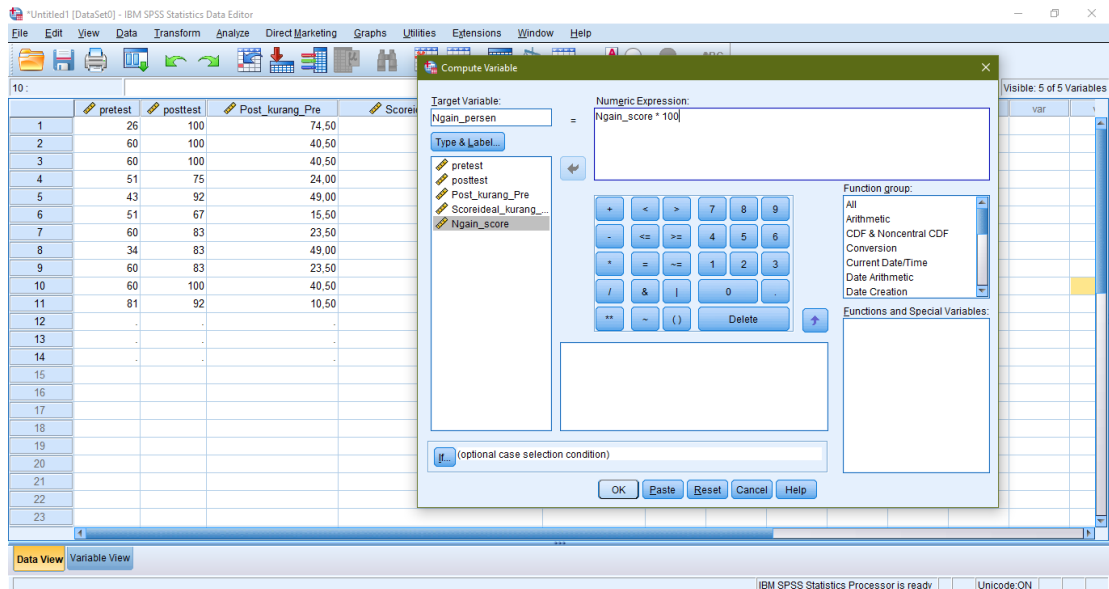 *Untitled1 [DataSet0] - IBM SPSS Statistics Data Editor
File Edit View Data Transform Analyze Direct Marketing Graphs Utilities Extensions Window Help
10 :
Visible: 5 of 5 Variables
pretest posttest Post_kurang_Pre var
1 26 100 74,50
2 60 100 40,50
3 60 100 40,50
4 51 75 24,00
5 43 92 49,00
6 51 67 15,50
7 60 83 23,50
8 34 83 49,00
9 60 83 23,50
10 60 100 40,50
11 81 92 10,50
12 . . .
13 . . .
14 . . .
15
16
17
18
19
20
21
22
23
Data View Variable View
IBM SPSS Statistics Processor is ready Unicode:ON
Compute Variable
Target Variable:
Ngain_persen
=
Numeric Expression:
Ngain_score * 100
Type & Label...
pretest
posttest
Post_kurang_Pre
Scoreideal_kurang_...
Ngain_score
+ < > 7 8 9
- <= >= 4 5 6
* = ~= 1 2 3
/ & | 0 .
** ~ ( ) Delete
Function group:
All
Arithmetic
CDF & Noncentral CDF
Conversion
Current Date/Time
Date Arithmetic
Date Creation
Functions and Special Variables:
If... (optional case selection condition)
OK Paste Reset Cancel Help